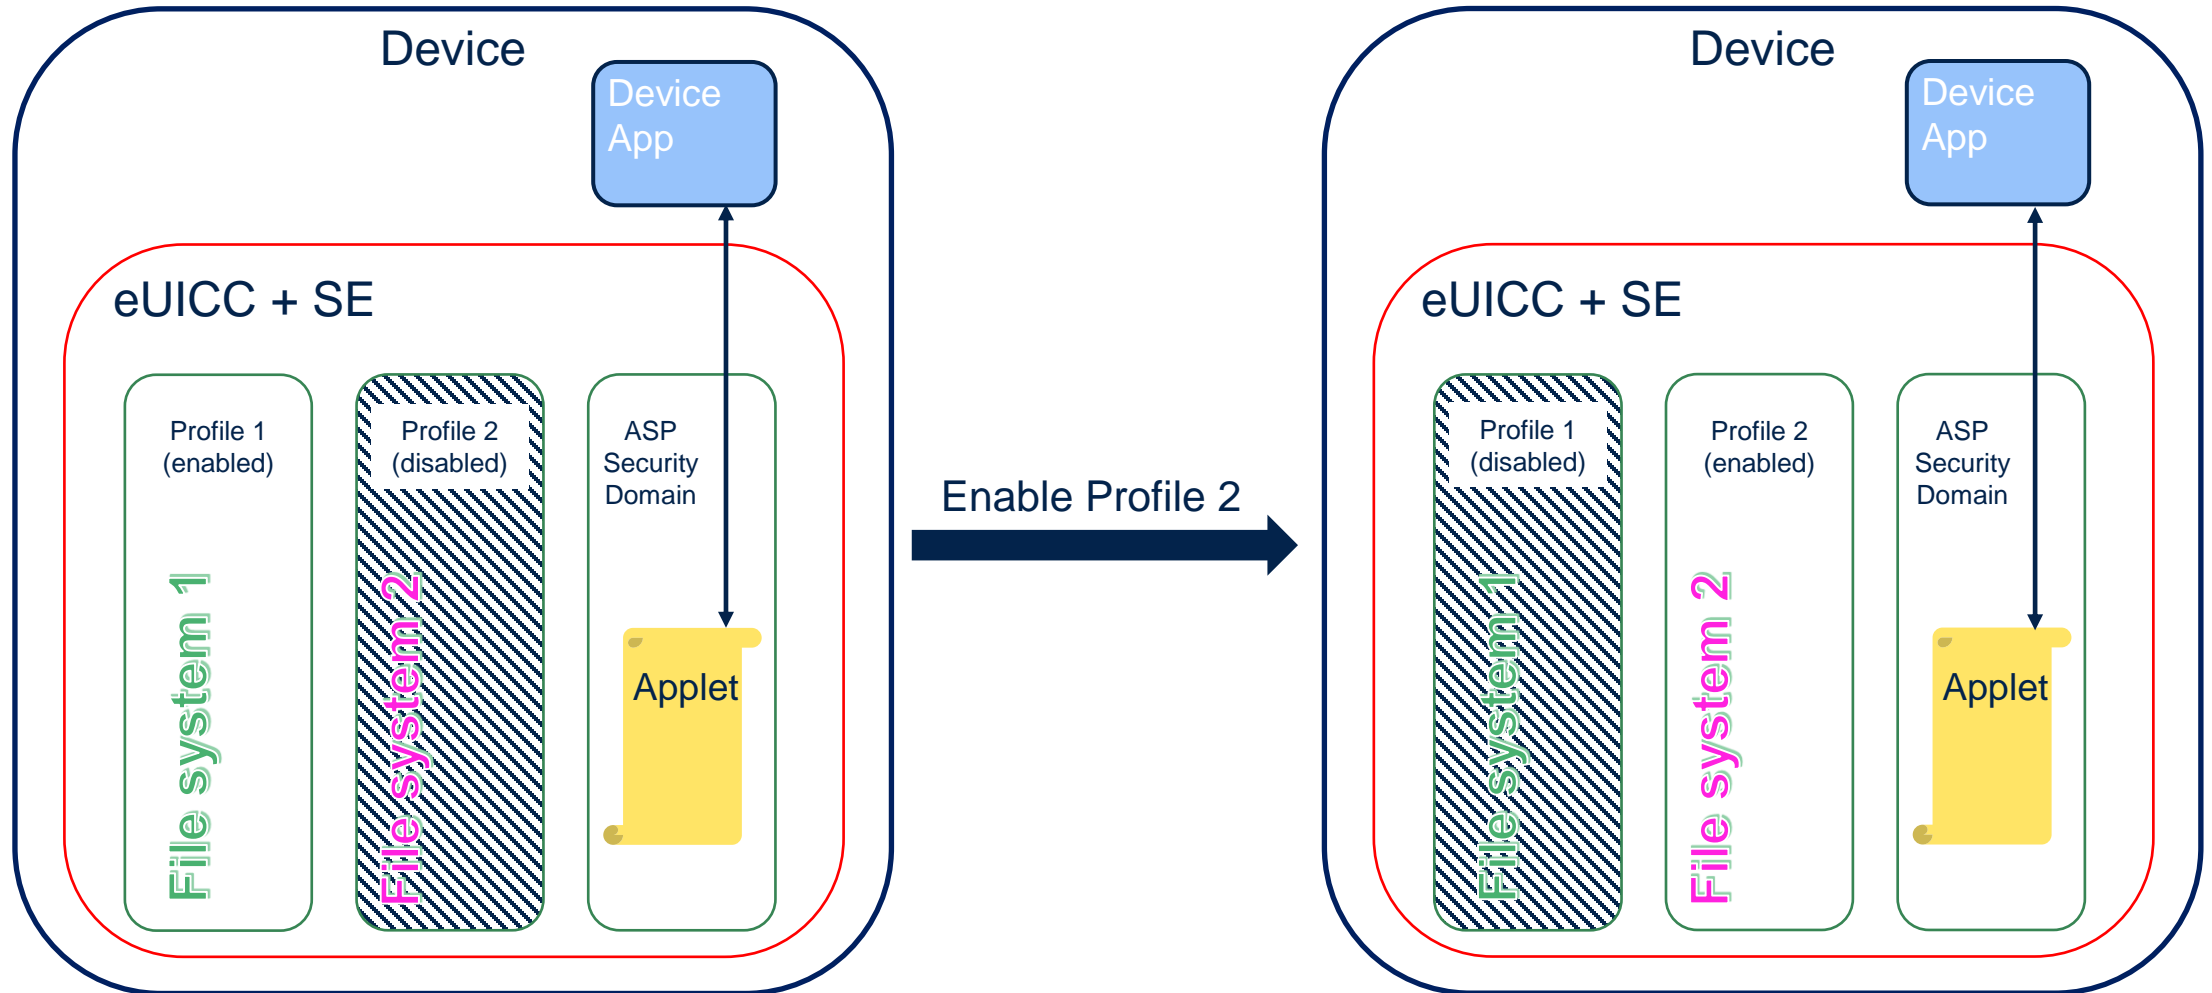 Device
Device
App
eUICC + SE
Profile 1
(enabled)
File system 1
Profile 2
(disabled)
File system 2
ASP
Security
Domain
Applet
Enable Profile 2
Device
Device
App
eUICC + SE
Profile 1
(disabled)
File system 1
Profile 2
(enabled)
File system 2
ASP
Security
Domain
Applet